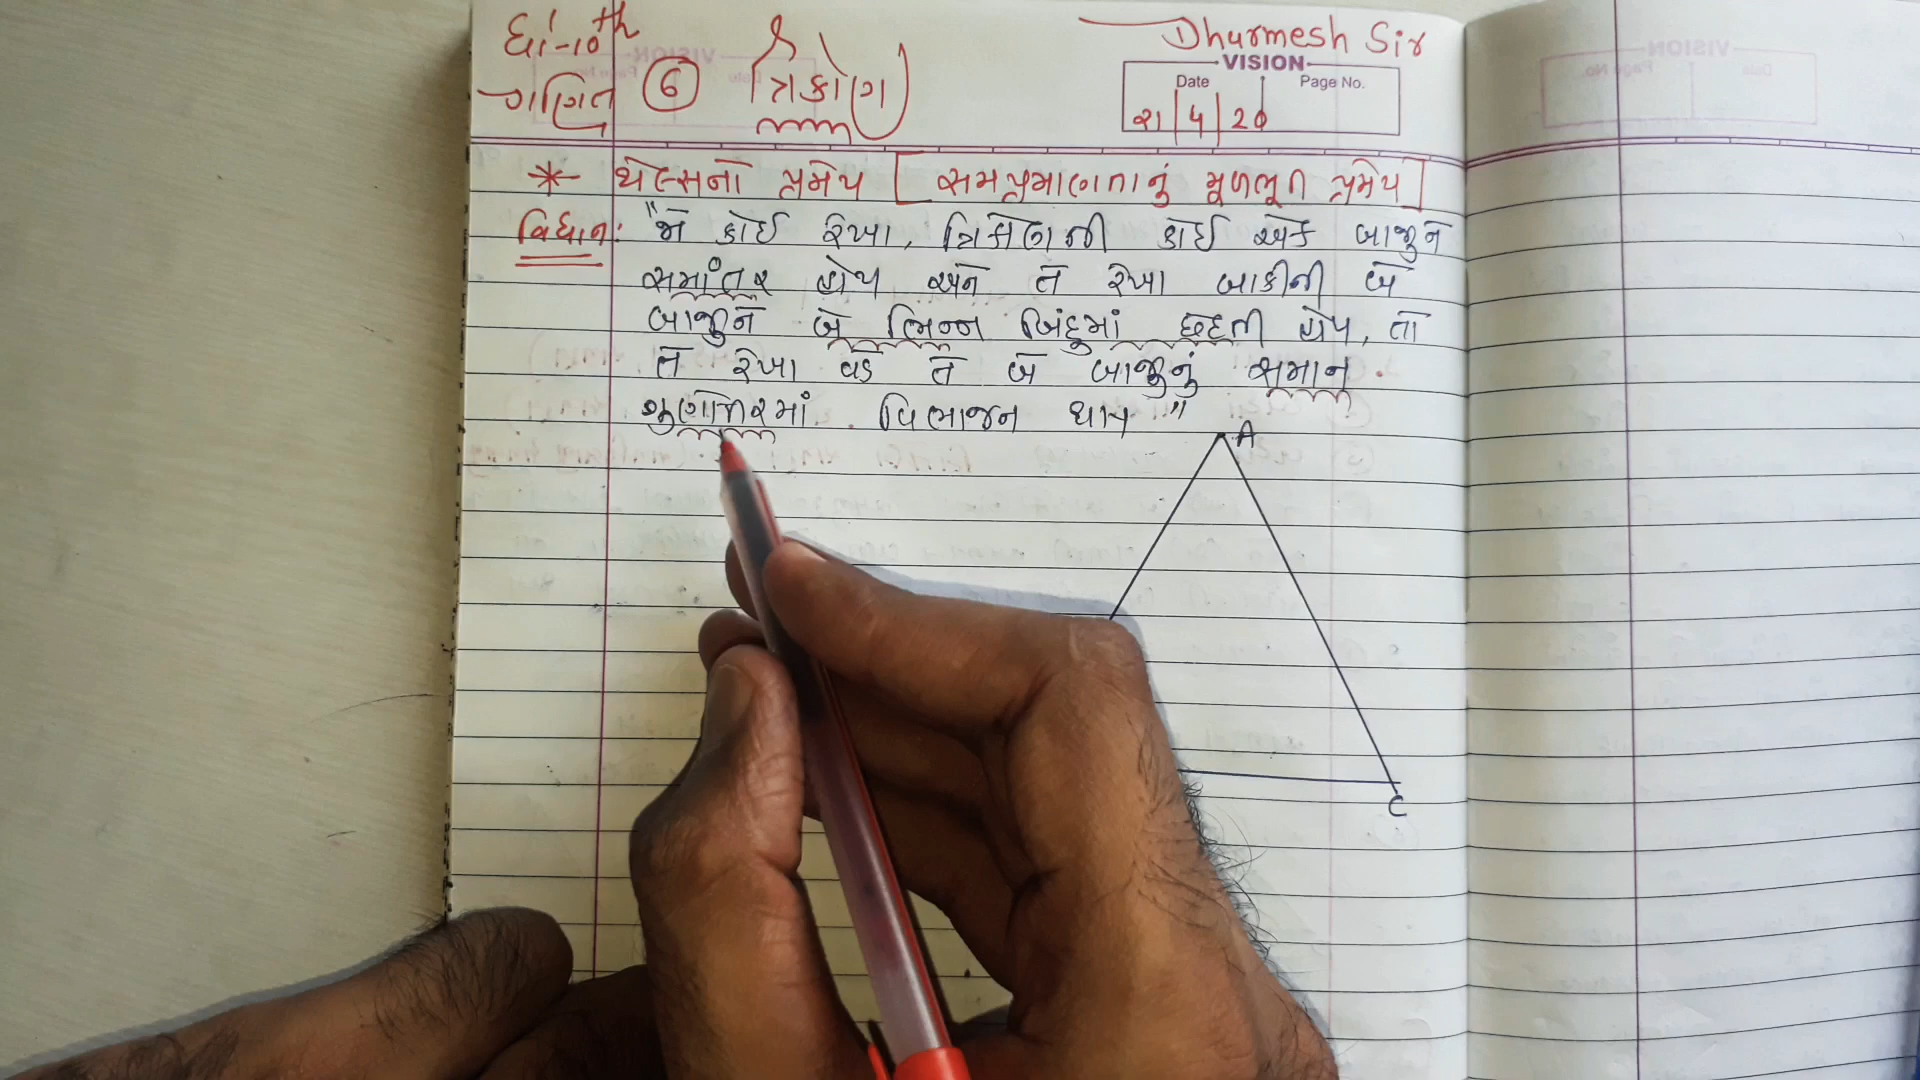 ધો-10th
ગણિત 6 ત્રિકોણ
Dharmesh Sir
VISION
Date Page No.
21 | 4 | 20
* થેલ્સનો પ્રમેય [ સમપ્રમાણતાનું મૂળભૂત પ્રમેય ]
વિધાન: "જો કોઈ રેખા, ત્રિકોણની કોઈ એક બાજુને
સમાંતર હોય અને તે રેખા બાકીની બે
બાજુને બે ભિન્ન બિંદુમાં છેદતી હોય, તો
તે રેખા વડે તે બે બાજુનું સમાન
ગુણોત્તરમાં વિભાજન થાય "
A
C